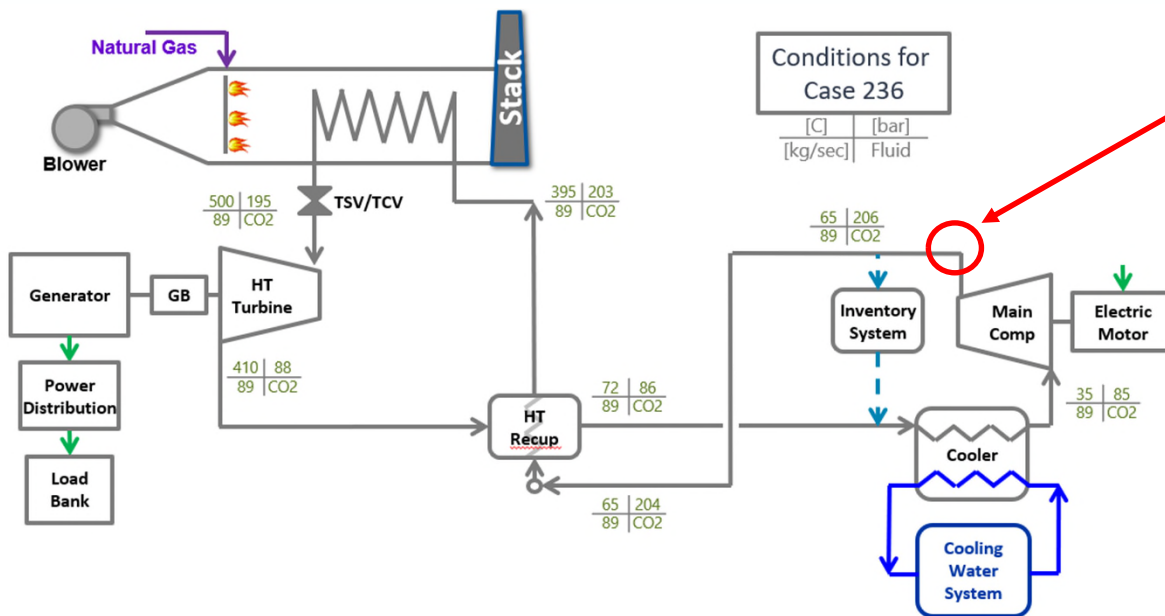 Natural Gas
Stack
Conditions for
Case 236
[C] [bar]
[kg/sec] Fluid
Blower
500 195
89 CO2
TSV/TCV
395 203
89 CO2
65 206
89 CO2
Generator
GB
HT
Turbine
Inventory
System
Main
Comp
Electric
Motor
410 88
89 CO2
Power
Distribution
72 86
89 CO2
35 85
89 CO2
HT
Recup
Cooler
Load
Bank
65 204
89 CO2
Cooling
Water
System